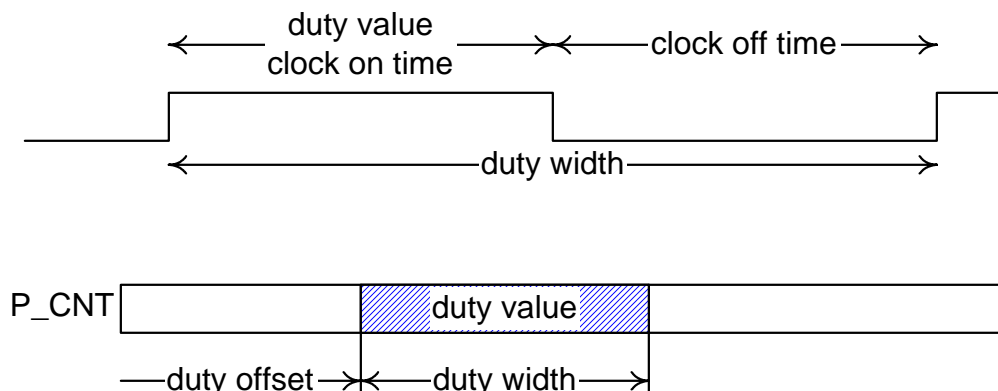 duty value
clock on time
clock off time
duty width
P_CNT
duty value
duty offset
duty width